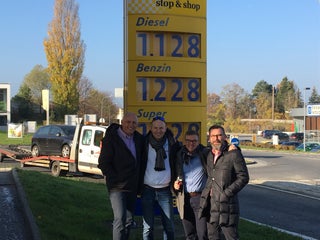 stop & shop
Diesel
1.128
Benzin
1.228
Super